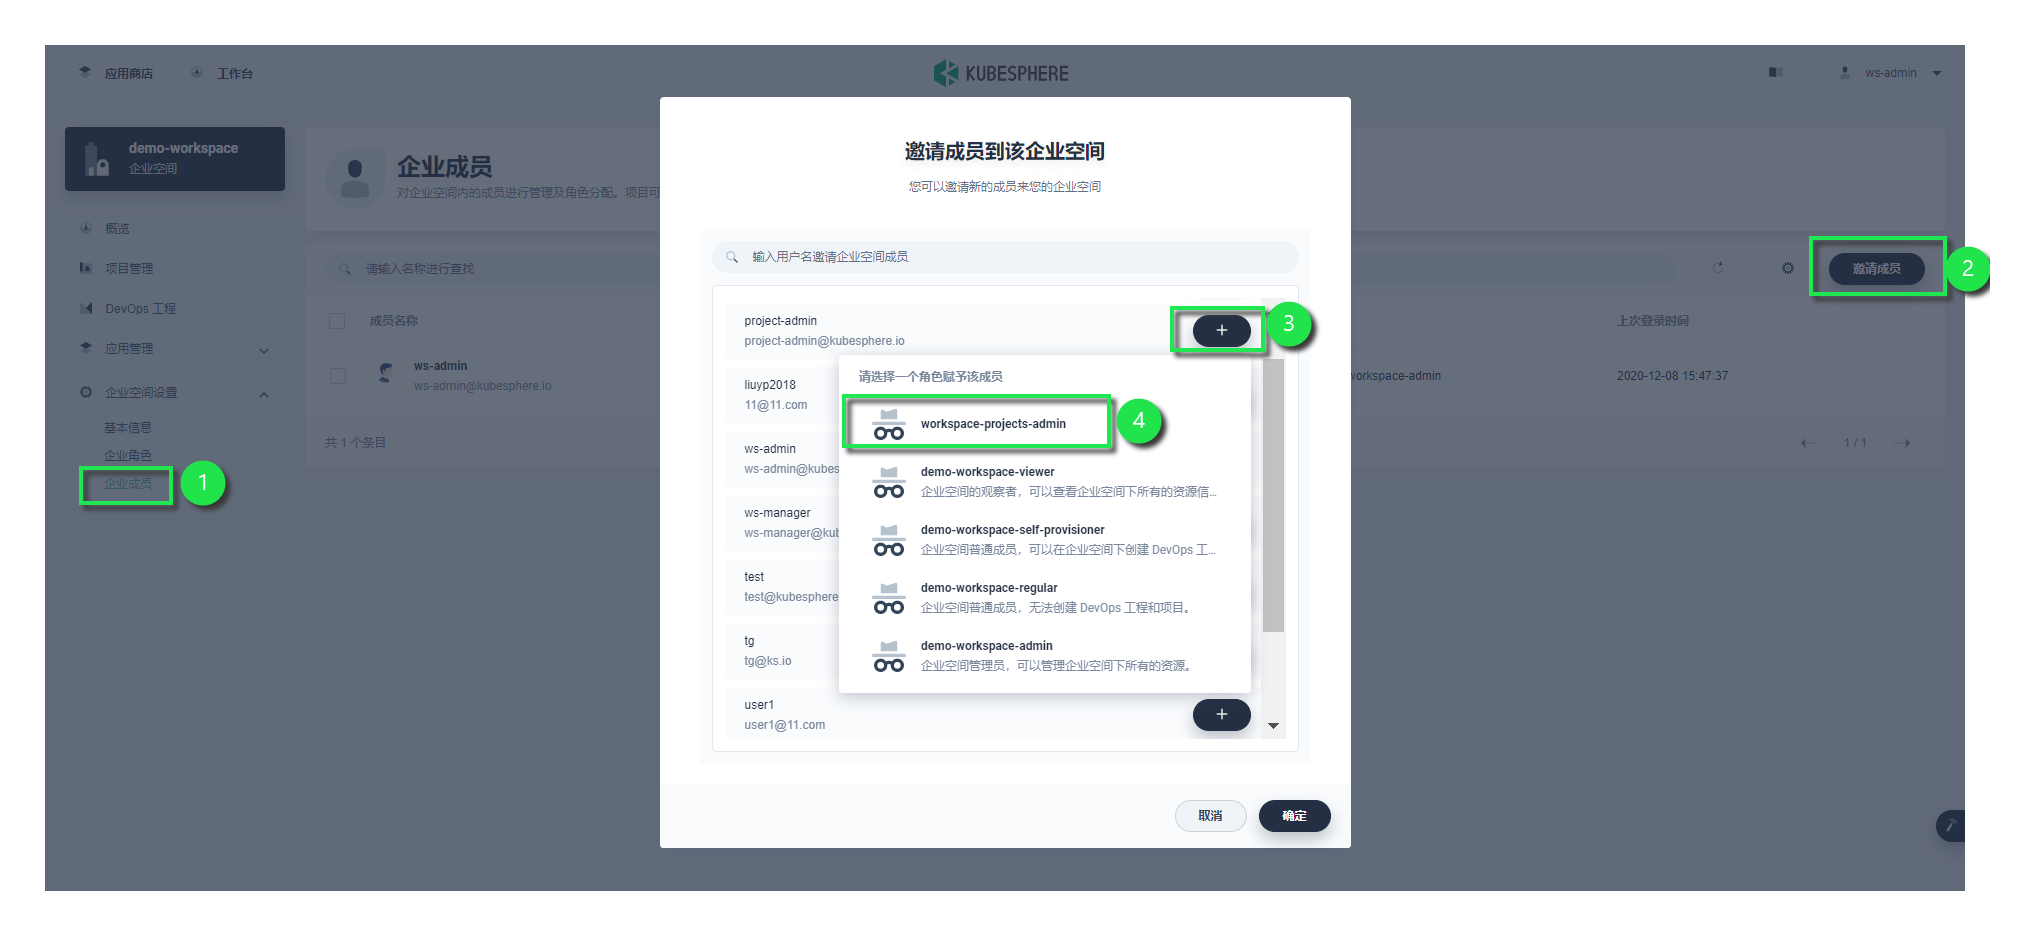 应用商店
工作台
KUBESPHERE
ws-admin
demo-workspace
企业空间
概览
项目管理
DevOps 工程
应用管理
企业空间设置
基本信息
企业角色
企业成员
1
企业成员
对企业空间内的成员进行管理及角色分配。项目可
请输入名称进行查找
邀请成员
2
成员名称
上次登录时间
ws-admin
ws-admin@kubesphere.io
workspace-admin
2020-12-08 15:47:37
共 1 个条目
1 / 1
邀请成员到该企业空间
您可以邀请新的成员来您的企业空间
输入用户名邀请企业空间成员
project-admin
project-admin@kubesphere.io
+
3
liuyp2018
11@11.com
ws-admin
ws-admin@kubes
ws-manager
ws-manager@kub
test
test@kubesphere
tg
tg@ks.io
user1
user1@11.com
+
请选择一个角色赋予该成员
workspace-projects-admin
4
demo-workspace-viewer
企业空间的观察者，可以查看企业空间下所有的资源信...
demo-workspace-self-provisioner
企业空间普通成员，可以在企业空间下创建 DevOps 工...
demo-workspace-regular
企业空间普通成员，无法创建 DevOps 工程和项目。
demo-workspace-admin
企业空间管理员，可以管理企业空间下所有的资源。
取消
确定